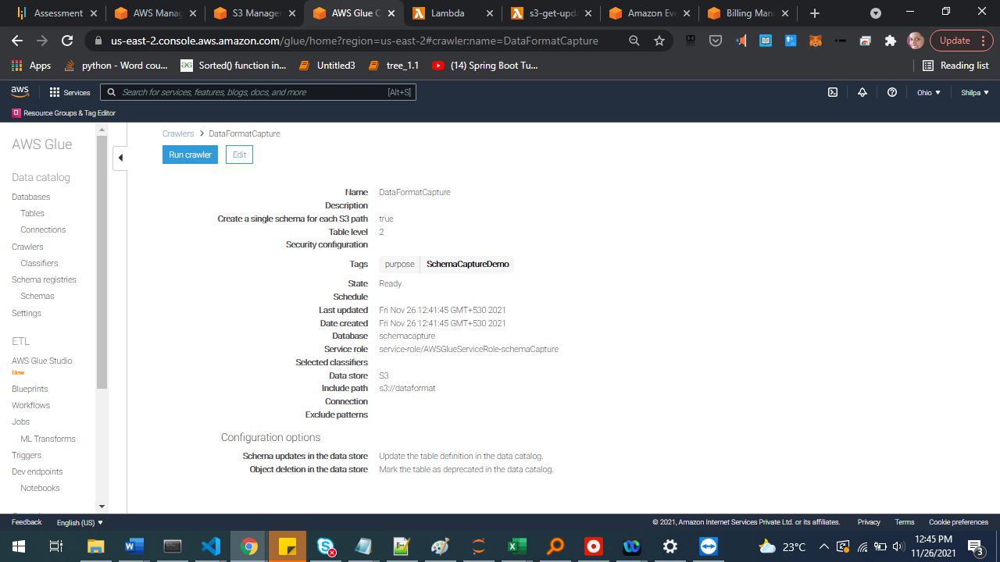 Assessment
AWS Manag
S3 Manager
AWS Glue C
Lambda
s3-get-upda
Amazon Eve
Billing Mana
us-east-2.console.aws.amazon.com/glue/home?region=us-east-2#crawler:name=DataFormatCapture
Update
Apps
python - Word cou...
Sorted() function in...
Untitled3
tree_1.1
(14) Spring Boot Tu...
Reading list
aws
Services
Search for services, features, blogs, docs, and more
[Alt+S]
Ohio ▼
Shilpa ▼
Resource Groups & Tag Editor
AWS Glue
Data catalog
Databases
Tables
Connections
Crawlers
Classifiers
Schema registries
Schemas
Settings
ETL
AWS Glue Studio
New
Blueprints
Workflows
Jobs
ML Transforms
Triggers
Dev endpoints
Notebooks
Crawlers > DataFormatCapture
Run crawler
Edit
Name DataFormatCapture
Description
Create a single schema for each S3 path true
Table level 2
Security configuration
Tags purpose SchemaCaptureDemo
State Ready
Schedule
Last updated Fri Nov 26 12:41:45 GMT+530 2021
Date created Fri Nov 26 12:41:45 GMT+530 2021
Database schemacapture
Service role service-role/AWSGlueServiceRole-schemaCapture
Selected classifiers
Data store S3
Include path s3://dataformat
Connection
Exclude patterns
Configuration options
Schema updates in the data store Update the table definition in the data catalog.
Object deletion in the data store Mark the table as deprecated in the data catalog.
Feedback
English (US) ▼
© 2021, Amazon Internet Services Private Ltd. or its affiliates.
Privacy
Terms
Cookie preferences
23°C
12:45 PM
11/26/2021
3